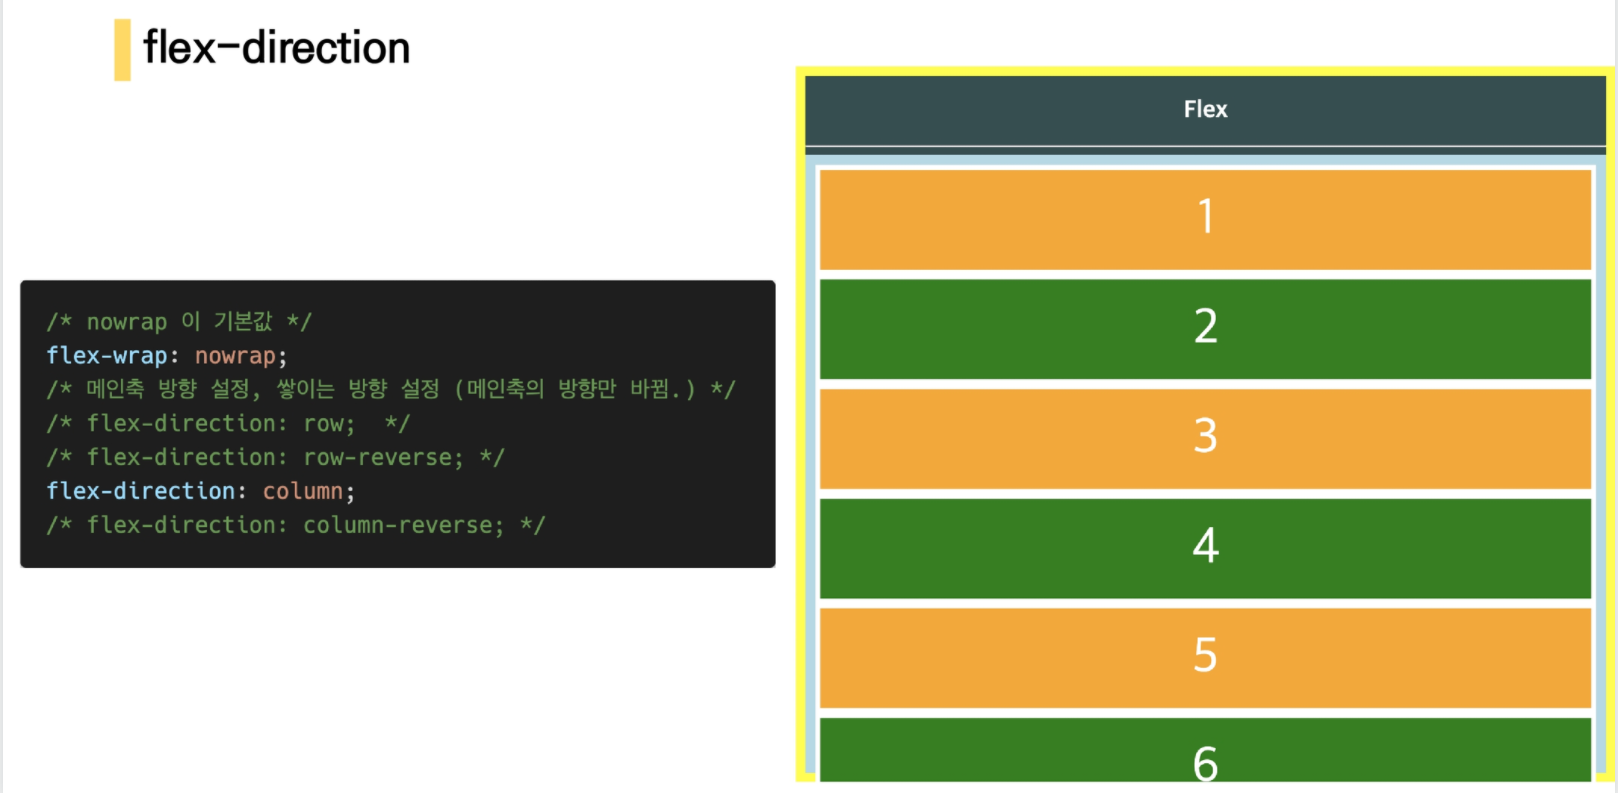 flex-direction
/* nowrap 이 기본값 */
flex-wrap: nowrap;
/* 메인축 방향 설정, 쌓이는 방향 설정 (메인축의 방향만 바뀜.) */
/* flex-direction: row;  */
/* flex-direction: row-reverse; */
flex-direction: column;
/* flex-direction: column-reverse; */
Flex
1
2
3
4
5
6